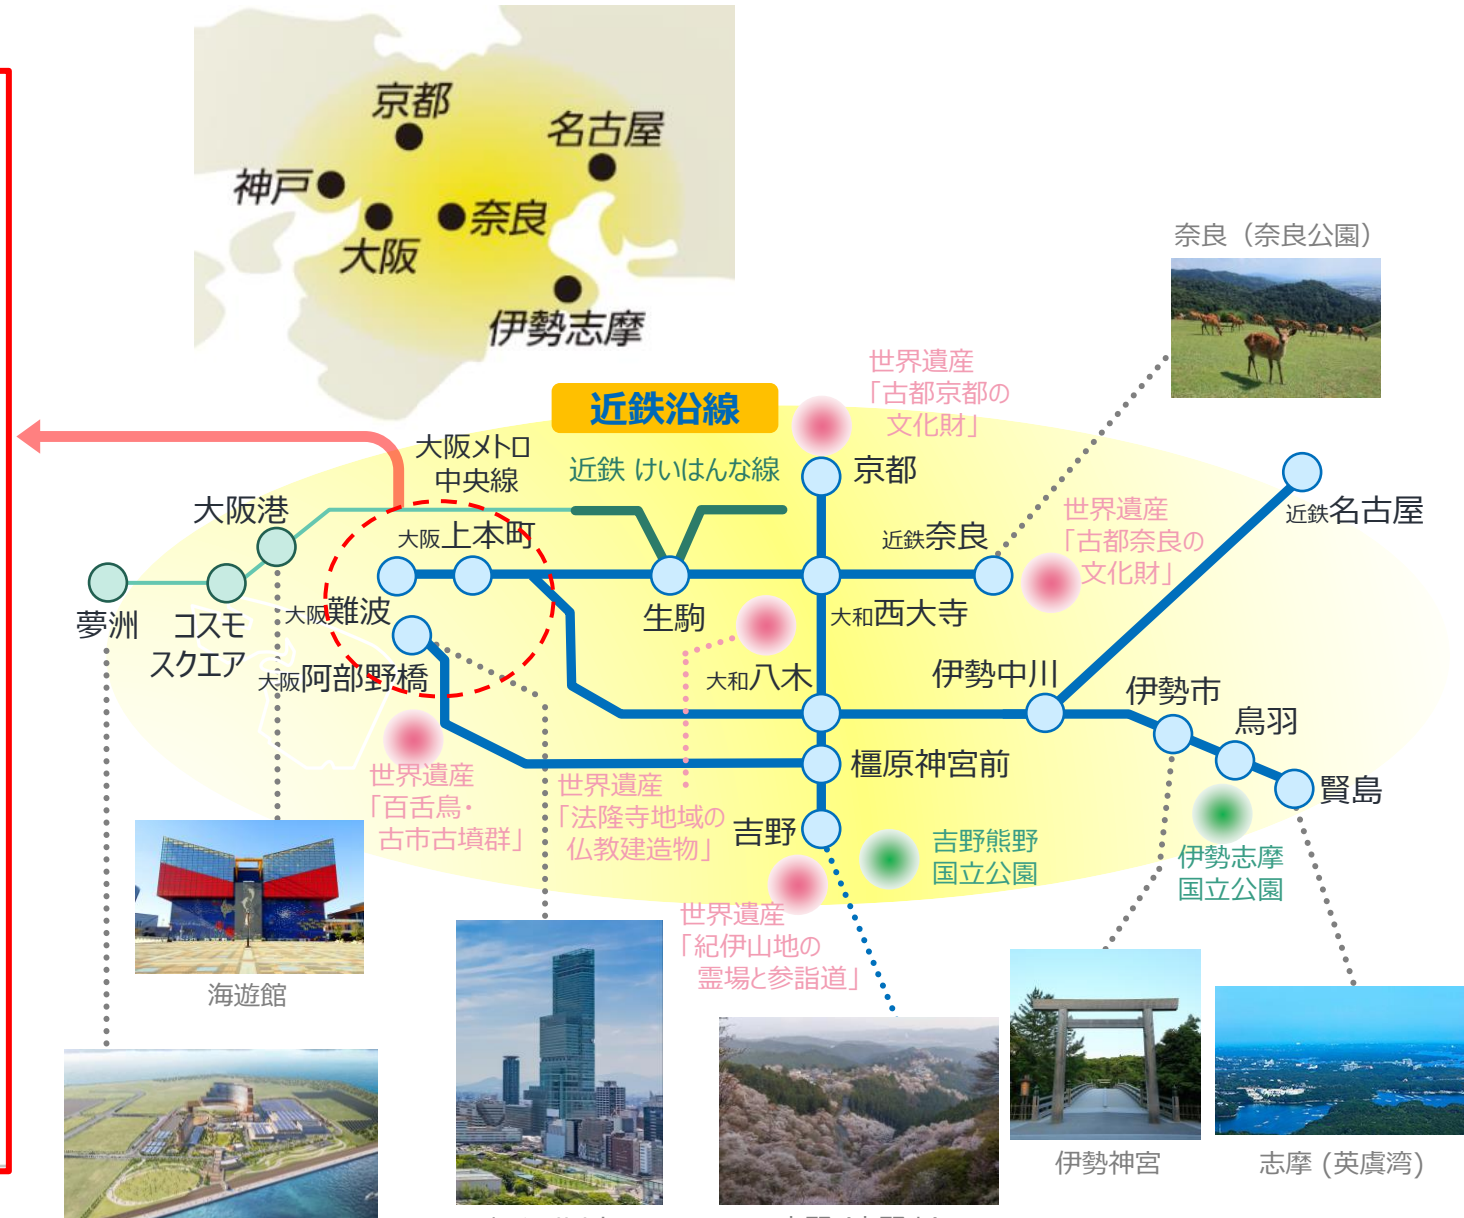 京都
名古屋
神戸
奈良
大阪
伊勢志摩
奈良（奈良公園）
世界遺産
「古都京都の
文化財」
近鉄沿線
大阪メトロ
中央線
近鉄 けいはんな線
京都
大阪港
近鉄名古屋
世界遺産
「古都奈良の
文化財」
大阪上本町
近鉄奈良
夢洲
コスモ
スクエア
大阪難波
生駒
大和西大寺
大阪阿部野橋
大和八木
伊勢中川
伊勢市
鳥羽
賢島
橿原神宮前
世界遺産
「百舌鳥・
古市古墳群」
世界遺産
「法隆寺地域の
仏教建造物」
吉野
吉野熊野
国立公園
伊勢志摩
国立公園
世界遺産
「紀伊山地の
霊場と参詣道」
海遊館
伊勢神宮
志摩 (英虞湾)